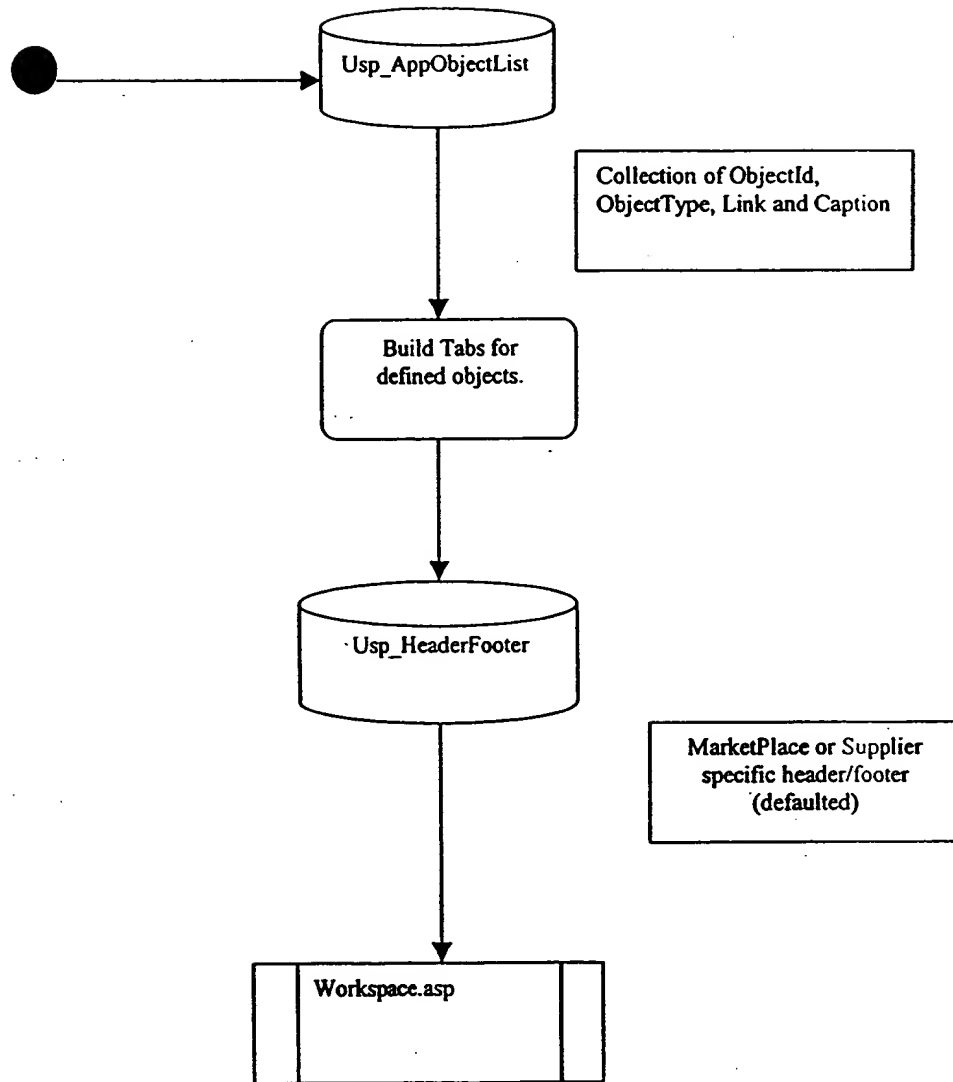 Usp_AppObjectList
Collection of ObjectId,
ObjectType, Link and Caption
Build Tabs for
defined objects.
Usp_HeaderFooter
MarketPlace or Supplier
specific header/footer
(defaulted)
Workspace.asp